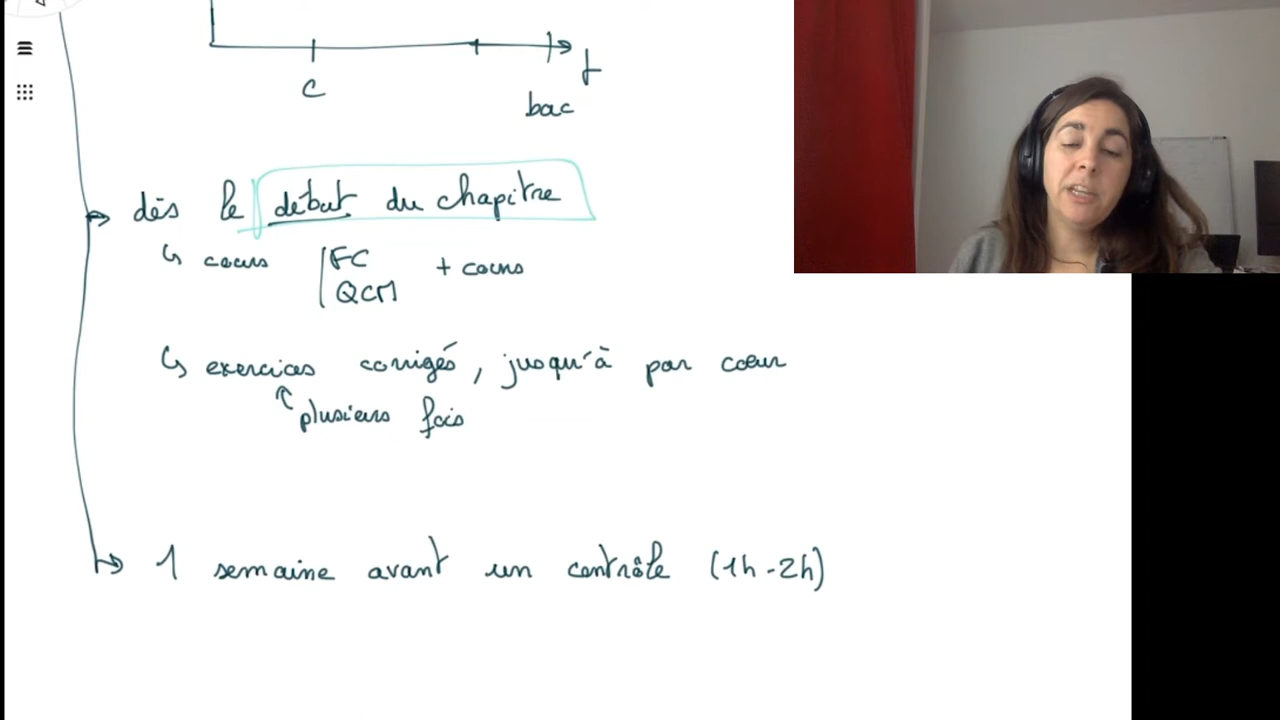 c
t
bac
dès le début du chapitre
↳ cours | FC + cours
QCM
↳ exercices corrigés, jusqu'à par cœur
plusieurs fois
→ 1 semaine avant un contrôle (1h-2h)